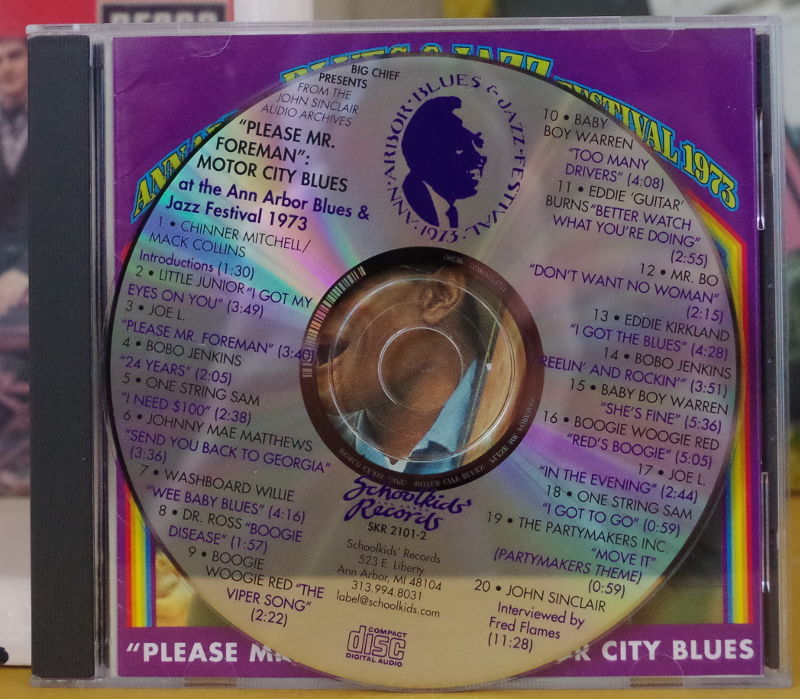 BLUES & JAZZ
FESTIVAL 1973
BIG CHIEF
PRESENTS
FROM THE
JOHN SINCLAIR
AUDIO ARCHIVES
"PLEASE MR.
FOREMAN":
MOTOR CITY BLUES
at the Ann Arbor Blues &
Jazz Festival 1973
ANN · ARBOR · BLUES & JAZZ · FESTIVAL · 1973 ·
1 • CHINNER MITCHELL/
MACK COLLINS
Introductions (1:30)
2 • LITTLE JUNIOR "I GOT MY
EYES ON YOU" (3:49)
3 • JOE L.
"PLEASE MR. FOREMAN" (3:40)
4 • BOBO JENKINS
"24 YEARS" (2:05)
5 • ONE STRING SAM
"I NEED $100" (2:38)
6 • JOHNNY MAE MATTHEWS
"SEND YOU BACK TO GEORGIA"
(3:36)
7 • WASHBOARD WILLIE
"WEE BABY BLUES" (4:16)
8 • DR. ROSS "BOOGIE
DISEASE" (1:57)
9 • BOOGIE
WOOGIE RED "THE
VIPER SONG"
(2:22)
10 • BABY
BOY WARREN
"TOO MANY
DRIVERS" (4:08)
11 • EDDIE 'GUITAR'
BURNS "BETTER WATCH
WHAT YOU'RE DOING"
(2:55)
12 • MR. BO
"DON'T WANT NO WOMAN"
(2:15)
13 • EDDIE KIRKLAND
"I GOT THE BLUES" (4:28)
14 • BOBO JENKINS
REELIN' AND ROCKIN'" (3:51)
15 • BABY BOY WARREN
"SHE'S FINE" (5:36)
16 • BOOGIE WOOGIE RED
"RED'S BOOGIE" (5:05)
17 • JOE L.
"IN THE EVENING" (2:44)
18 • ONE STRING SAM
"I GOT TO GO" (0:59)
19 • THE PARTYMAKERS INC.
"MOVE IT"
(PARTYMAKERS THEME)
(0:59)
20 • JOHN SINCLAIR
Interviewed by
Fred Flames
(11:28)
Schoolkids'
Records
SKR 2101-2
Schoolkids' Records
523 E. Liberty
Ann Arbor, MI 48104
313.994.8031
label@schoolkids.com
COMPACT
disc
DIGITAL AUDIO
"PLEASE MR. CITY BLUES